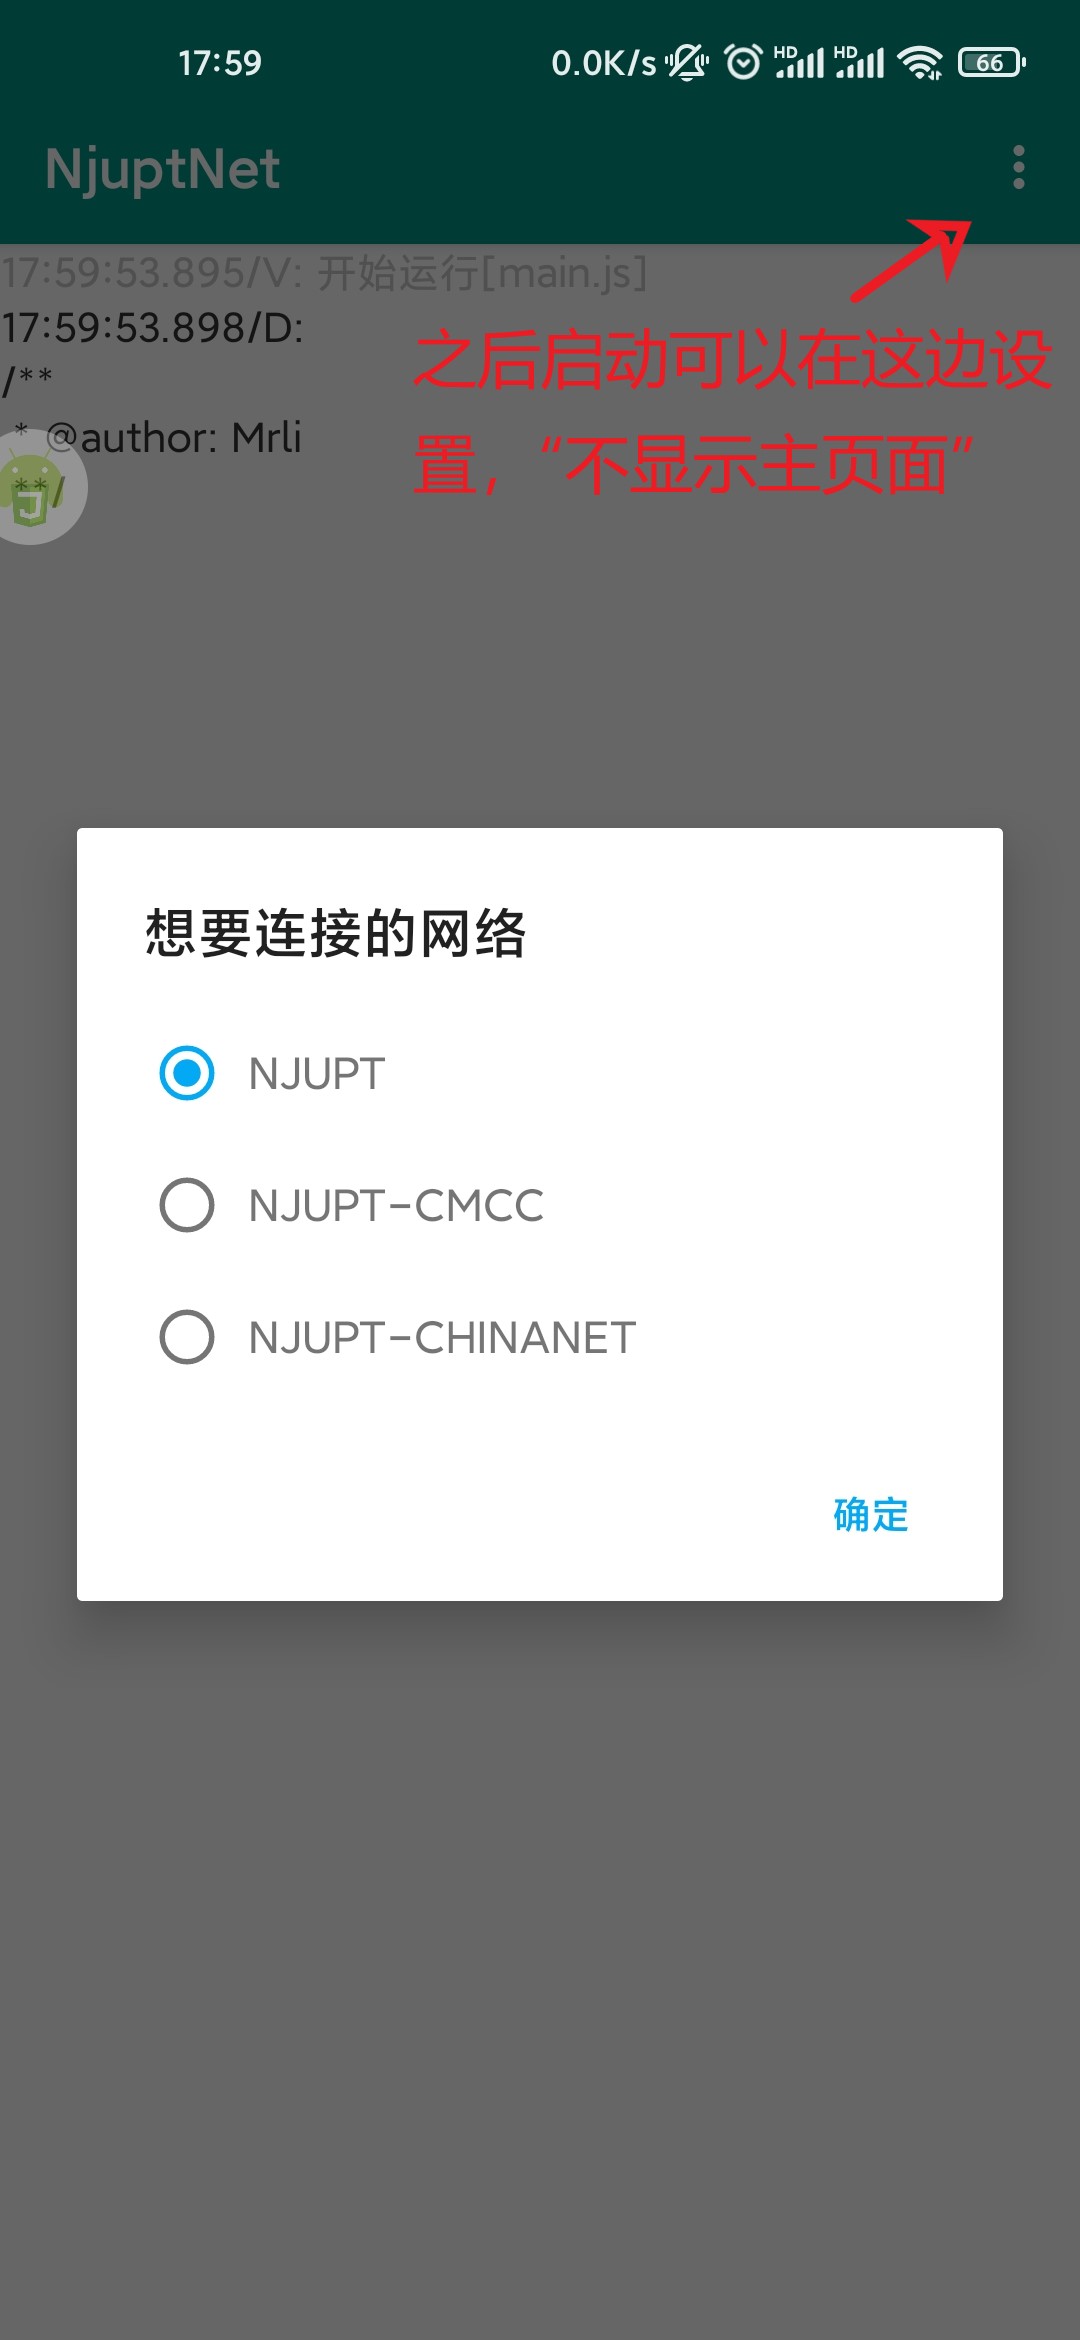 17:59
0.0K/s
HD
HD
66
NjuptNet
17:59:53.895/V: 开始运行[main.js]
17:59:53.898/D:
/**
* @author: Mrli
**/
之后启动可以在这边设
置，“不显示主页面”
想要连接的网络
NJUPT
NJUPT-CMCC
NJUPT-CHINANET
确定